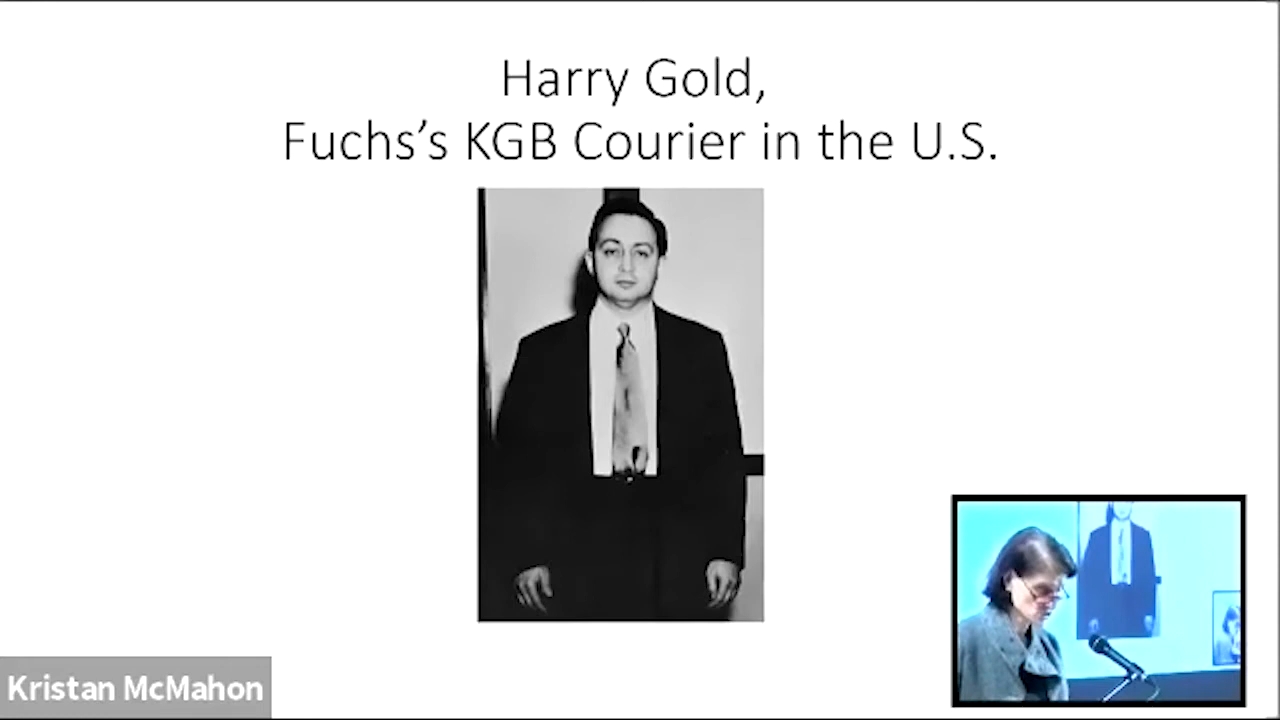 Harry Gold,
Fuchs’s KGB Courier in the U.S.
Kristan McMahon